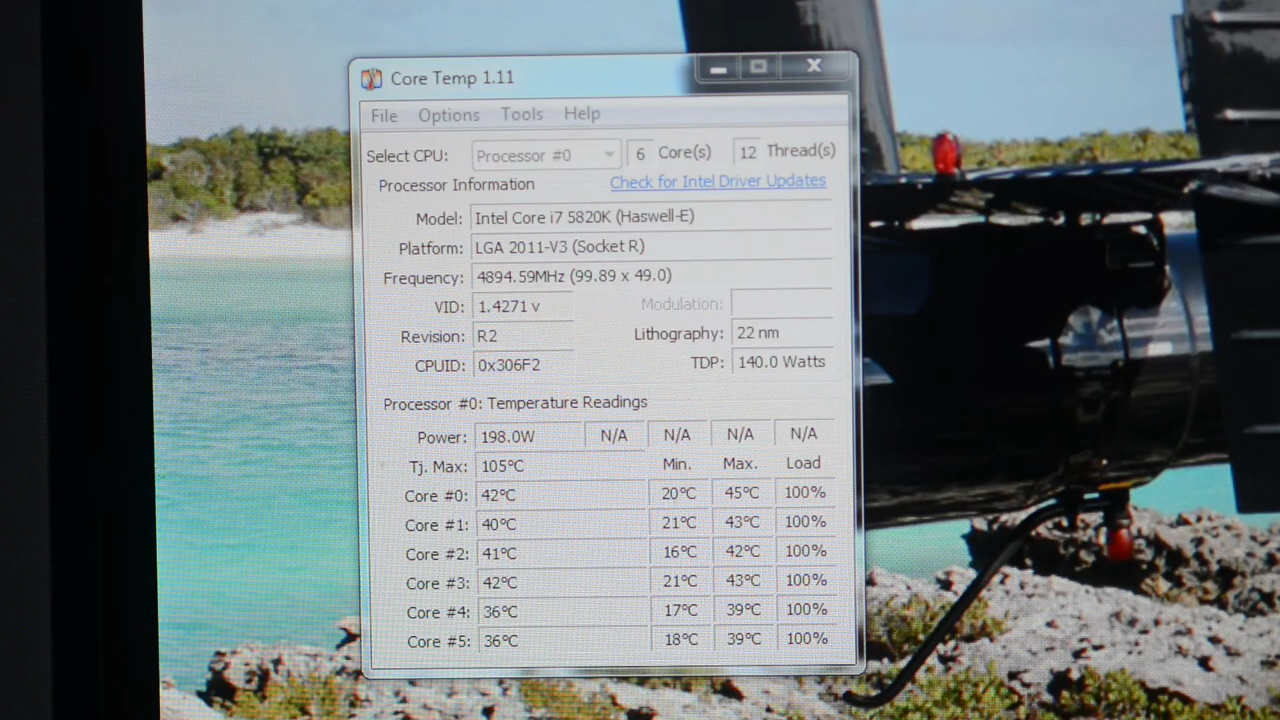 Core Temp 1.11
File Options Tools Help
Select CPU: Processor #0 6 Core(s) 12 Thread(s)
Processor Information Check for Intel Driver Updates
Model: Intel Core i7 5820K (Haswell-E)
Platform: LGA 2011-V3 (Socket R)
Frequency: 4894.59MHz (99.89 x 49.0)
VID: 1.4271 v Modulation:
Revision: R2 Lithography: 22 nm
CPUID: 0x306F2 TDP: 140.0 Watts
Processor #0: Temperature Readings
Power: 198.0W N/A N/A N/A N/A
Tj. Max: 105°C Min. Max. Load
Core #0: 42°C 20°C 45°C 100%
Core #1: 40°C 21°C 43°C 100%
Core #2: 41°C 16°C 42°C 100%
Core #3: 42°C 21°C 43°C 100%
Core #4: 36°C 17°C 39°C 100%
Core #5: 36°C 18°C 39°C 100%